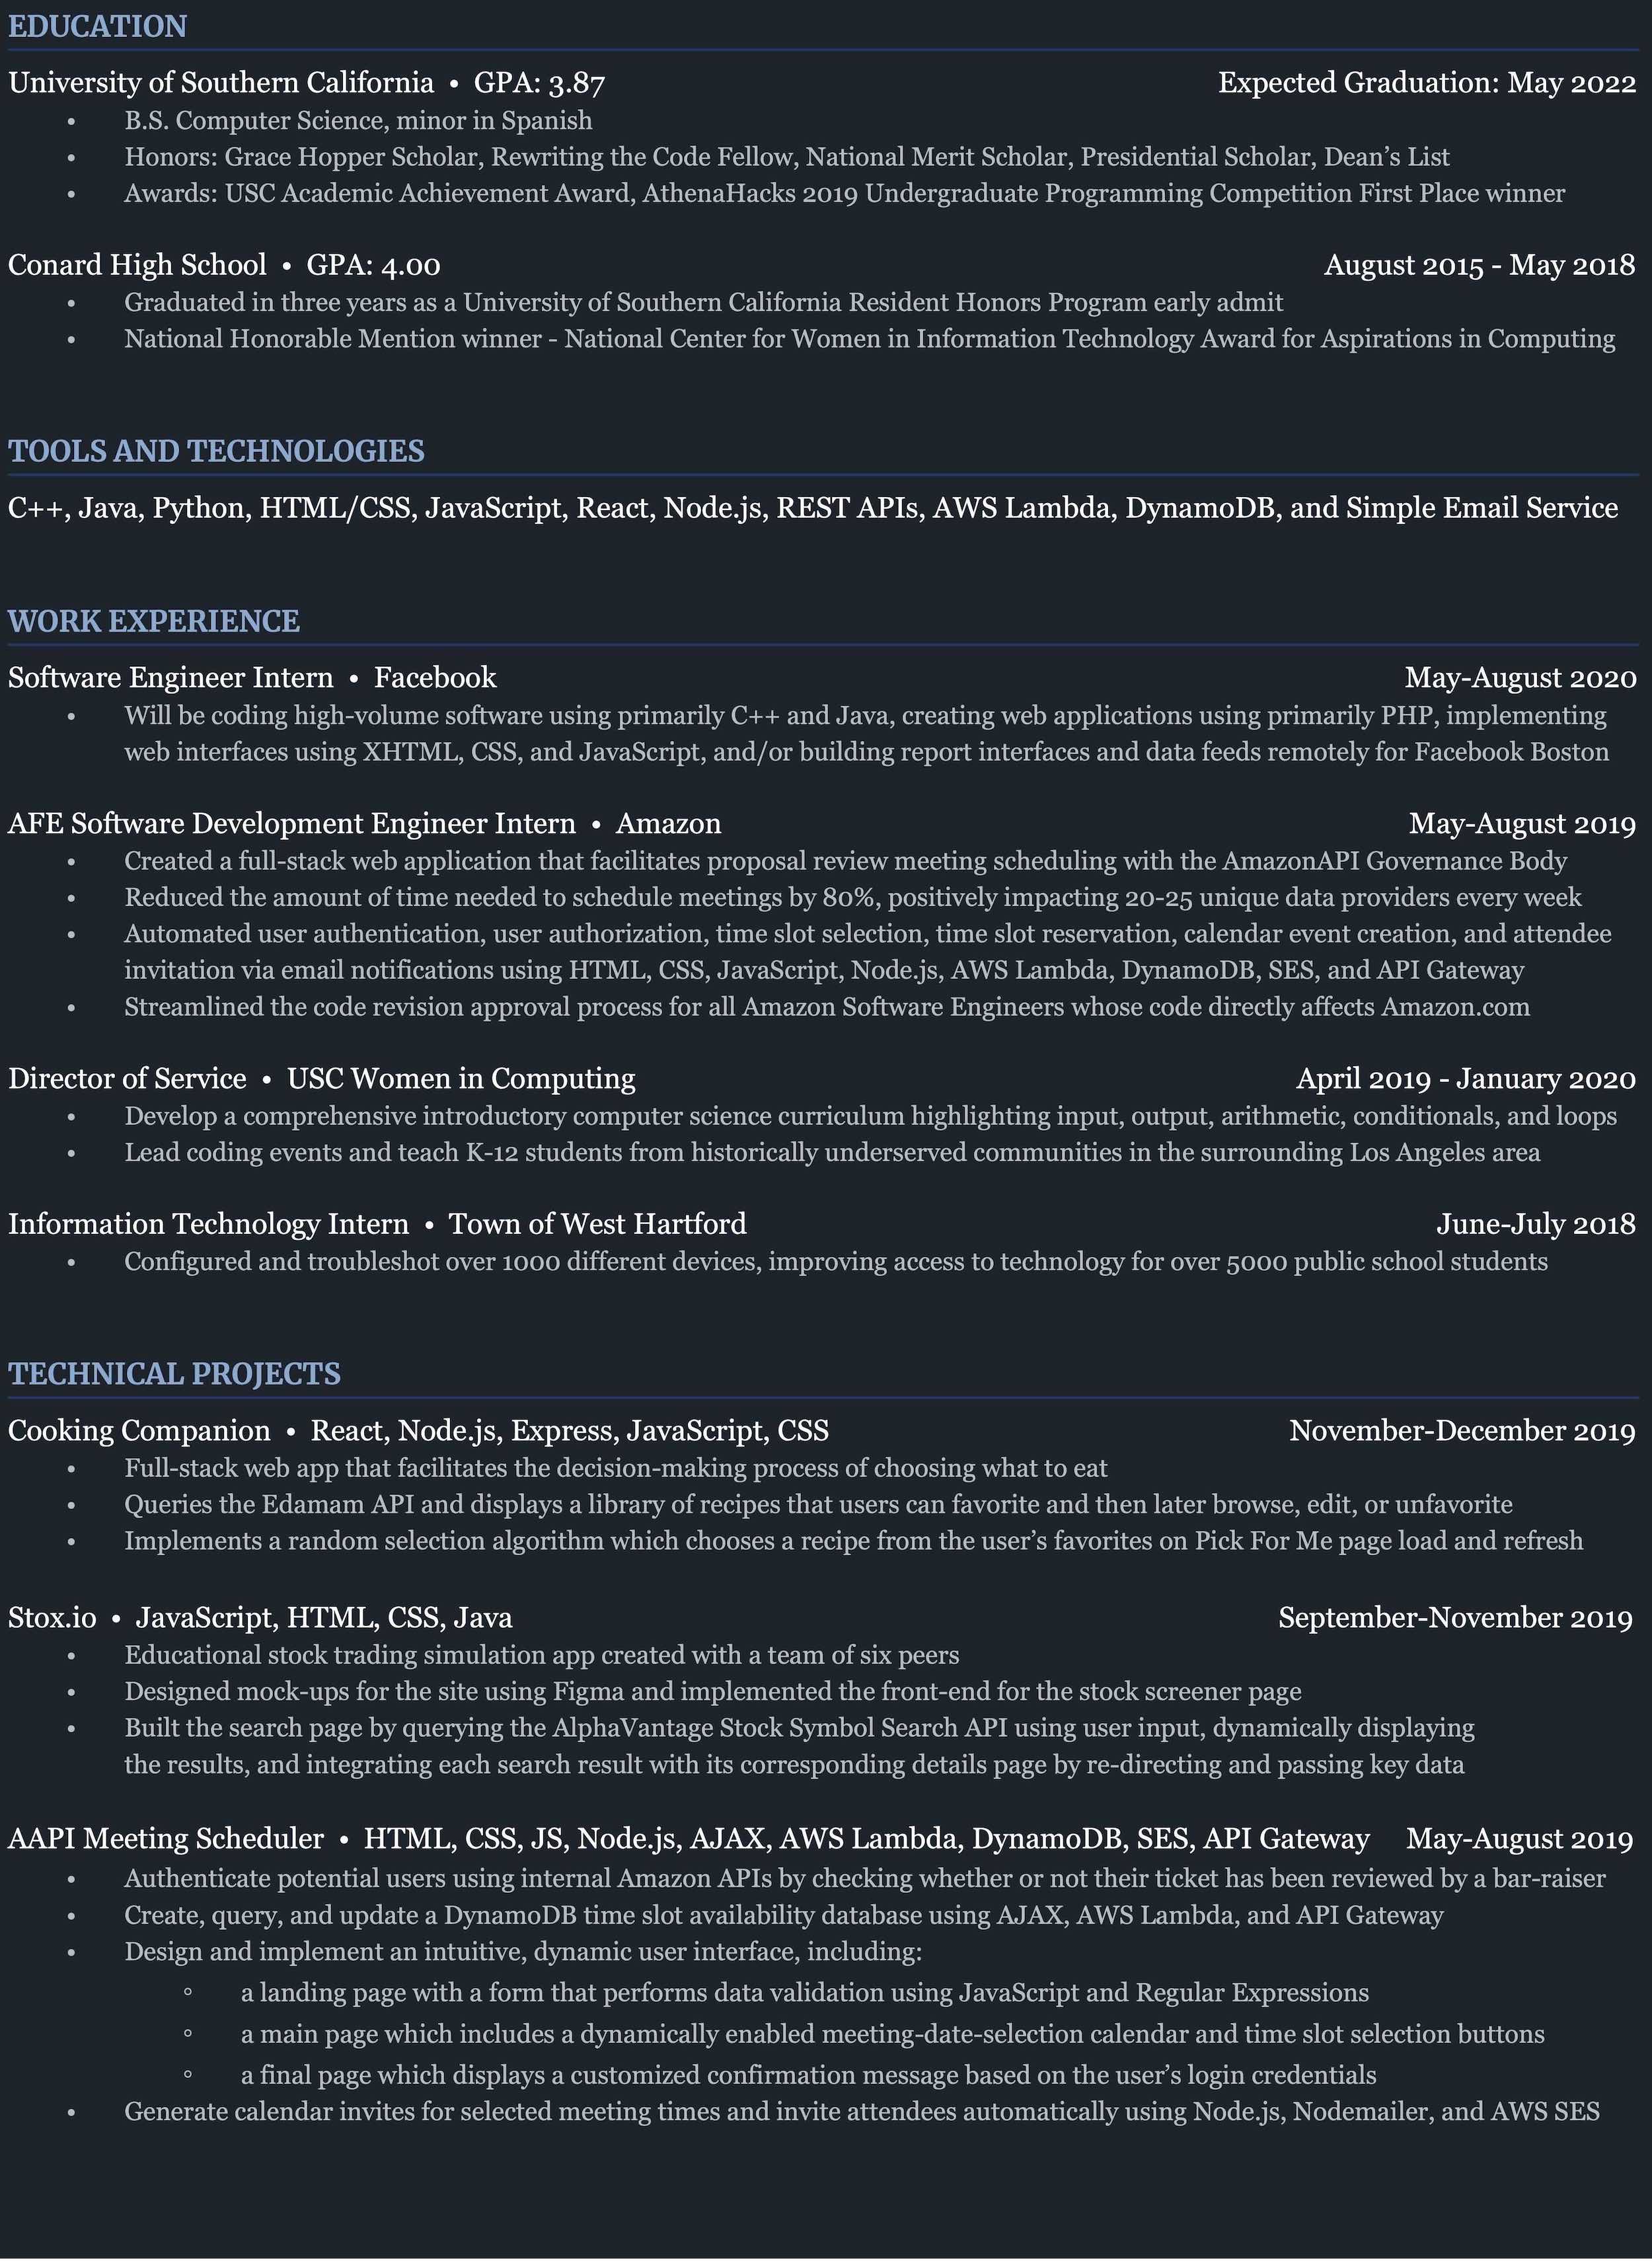 EDUCATION
University of Southern California • GPA: 3.87 Expected Graduation: May 2022
• B.S. Computer Science, minor in Spanish
• Honors: Grace Hopper Scholar, Rewriting the Code Fellow, National Merit Scholar, Presidential Scholar, Dean’s List
• Awards: USC Academic Achievement Award, AthenaHacks 2019 Undergraduate Programming Competition First Place winner
Conard High School • GPA: 4.00 August 2015 - May 2018
• Graduated in three years as a University of Southern California Resident Honors Program early admit
• National Honorable Mention winner - National Center for Women in Information Technology Award for Aspirations in Computing
TOOLS AND TECHNOLOGIES
C++, Java, Python, HTML/CSS, JavaScript, React, Node.js, REST APIs, AWS Lambda, DynamoDB, and Simple Email Service
WORK EXPERIENCE
Software Engineer Intern • Facebook May-August 2020
• Will be coding high-volume software using primarily C++ and Java, creating web applications using primarily PHP, implementing
web interfaces using XHTML, CSS, and JavaScript, and/or building report interfaces and data feeds remotely for Facebook Boston
AFE Software Development Engineer Intern • Amazon May-August 2019
• Created a full-stack web application that facilitates proposal review meeting scheduling with the AmazonAPI Governance Body
• Reduced the amount of time needed to schedule meetings by 80%, positively impacting 20-25 unique data providers every week
• Automated user authentication, user authorization, time slot selection, time slot reservation, calendar event creation, and attendee
invitation via email notifications using HTML, CSS, JavaScript, Node.js, AWS Lambda, DynamoDB, SES, and API Gateway
• Streamlined the code revision approval process for all Amazon Software Engineers whose code directly affects Amazon.com
Director of Service • USC Women in Computing April 2019 - January 2020
• Develop a comprehensive introductory computer science curriculum highlighting input, output, arithmetic, conditionals, and loops
• Lead coding events and teach K-12 students from historically underserved communities in the surrounding Los Angeles area
Information Technology Intern • Town of West Hartford June-July 2018
• Configured and troubleshot over 1000 different devices, improving access to technology for over 5000 public school students
TECHNICAL PROJECTS
Cooking Companion • React, Node.js, Express, JavaScript, CSS November-December 2019
• Full-stack web app that facilitates the decision-making process of choosing what to eat
• Queries the Edamam API and displays a library of recipes that users can favorite and then later browse, edit, or unfavorite
• Implements a random selection algorithm which chooses a recipe from the user’s favorites on Pick For Me page load and refresh
Stox.io • JavaScript, HTML, CSS, Java September-November 2019
• Educational stock trading simulation app created with a team of six peers
• Designed mock-ups for the site using Figma and implemented the front-end for the stock screener page
• Built the search page by querying the AlphaVantage Stock Symbol Search API using user input, dynamically displaying
the results, and integrating each search result with its corresponding details page by re-directing and passing key data
AAPI Meeting Scheduler • HTML, CSS, JS, Node.js, AJAX, AWS Lambda, DynamoDB, SES, API Gateway May-August 2019
• Authenticate potential users using internal Amazon APIs by checking whether or not their ticket has been reviewed by a bar-raiser
• Create, query, and update a DynamoDB time slot availability database using AJAX, AWS Lambda, and API Gateway
• Design and implement an intuitive, dynamic user interface, including:
◦ a landing page with a form that performs data validation using JavaScript and Regular Expressions
◦ a main page which includes a dynamically enabled meeting-date-selection calendar and time slot selection buttons
◦ a final page which displays a customized confirmation message based on the user’s login credentials
• Generate calendar invites for selected meeting times and invite attendees automatically using Node.js, Nodemailer, and AWS SES